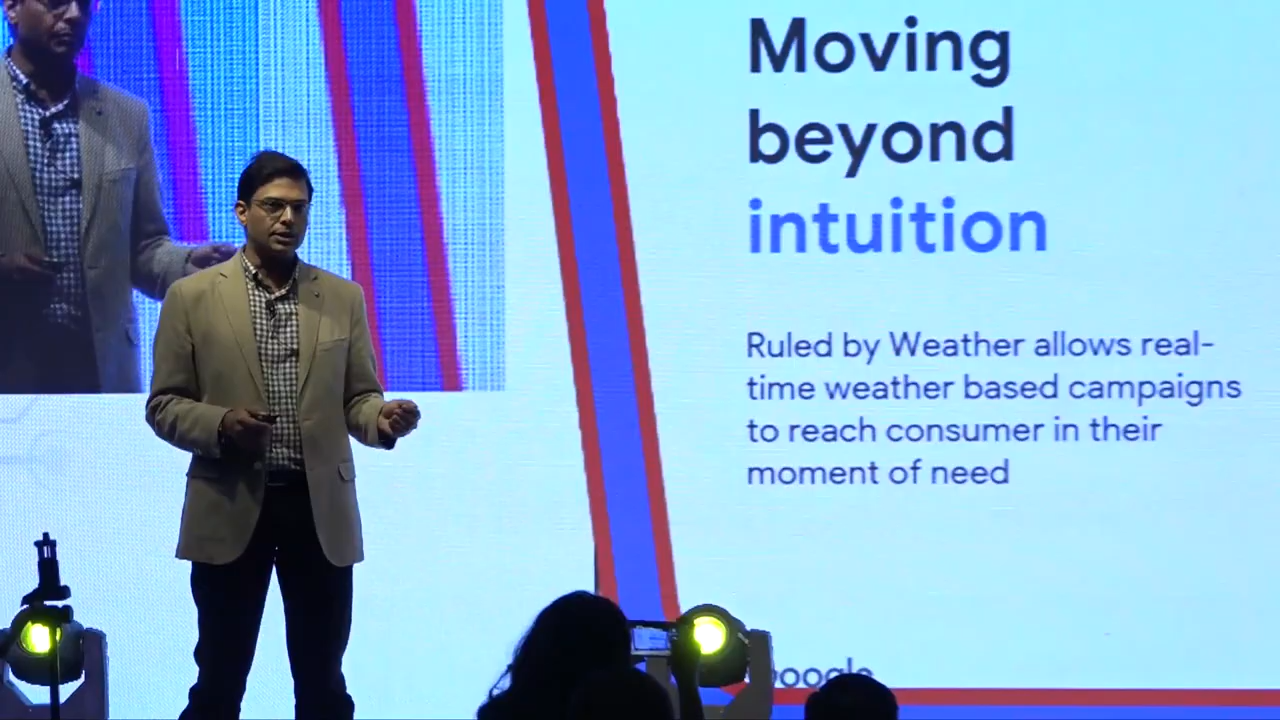 Moving
beyond
intuition
Ruled by Weather allows real-
time weather based campaigns
to reach consumer in their
moment of need
Google